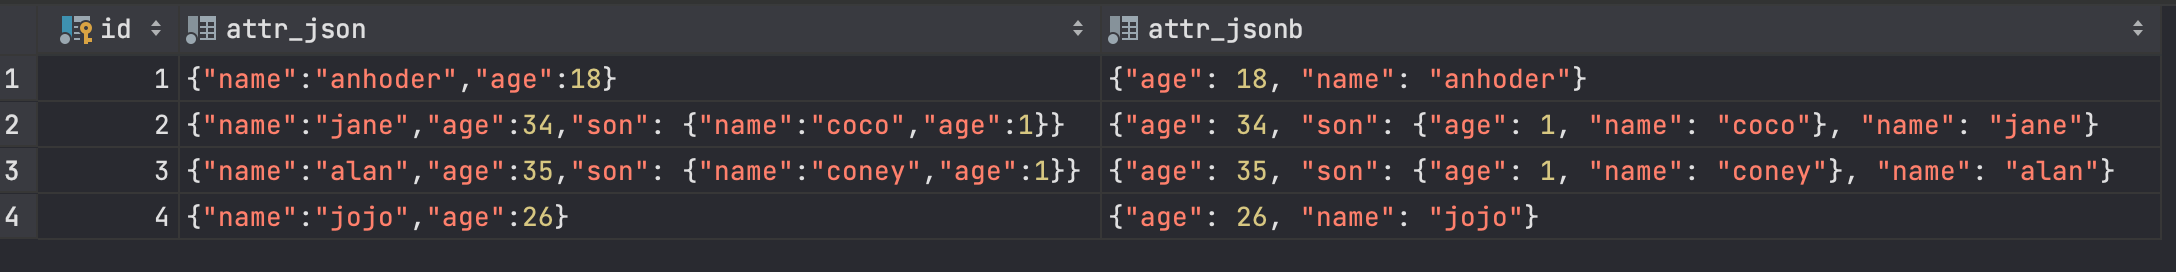 id attr_json attr_jsonb
1 1 {"name":"anhoder","age":18} {"age": 18, "name": "anhoder"}
2 2 {"name":"jane","age":34,"son": {"name":"coco","age":1}} {"age": 34, "son": {"age": 1, "name": "coco"}, "name": "jane"}
3 3 {"name":"alan","age":35,"son": {"name":"coney","age":1}} {"age": 35, "son": {"age": 1, "name": "coney"}, "name": "alan"}
4 4 {"name":"jojo","age":26} {"age": 26, "name": "jojo"}